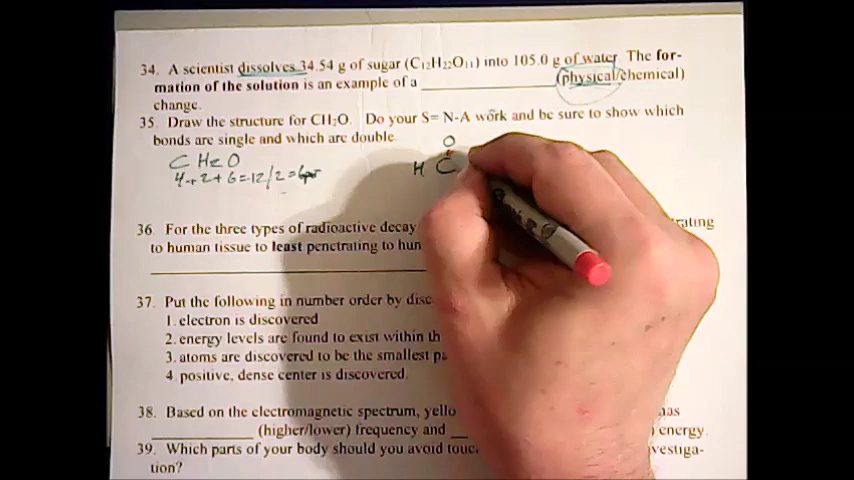 34. A scientist dissolves 34.54 g of sugar (C₁₂H₂₂O₁₁) into 105.0 g of water. The for-
mation of the solution is an example of a ____________ (physical/chemical)
change.
35. Draw the structure for CH₂O. Do your S= N-A work and be sure to show which
bonds are single and which are double.
O
C H2O
H C
4+2+6=12/2=6pr
36. For the three types of radioactive decay rating
to human tissue to least penetrating to hun
37. Put the following in number order by disc
1. electron is discovered
2. energy levels are found to exist within th
3. atoms are discovered to be the smallest pa
4. positive, dense center is discovered.
38. Based on the electromagnetic spectrum, yello has
____________ (higher/lower) frequency and __ energy.
39. Which parts of your body should you avoid touc vestiga-
tion?